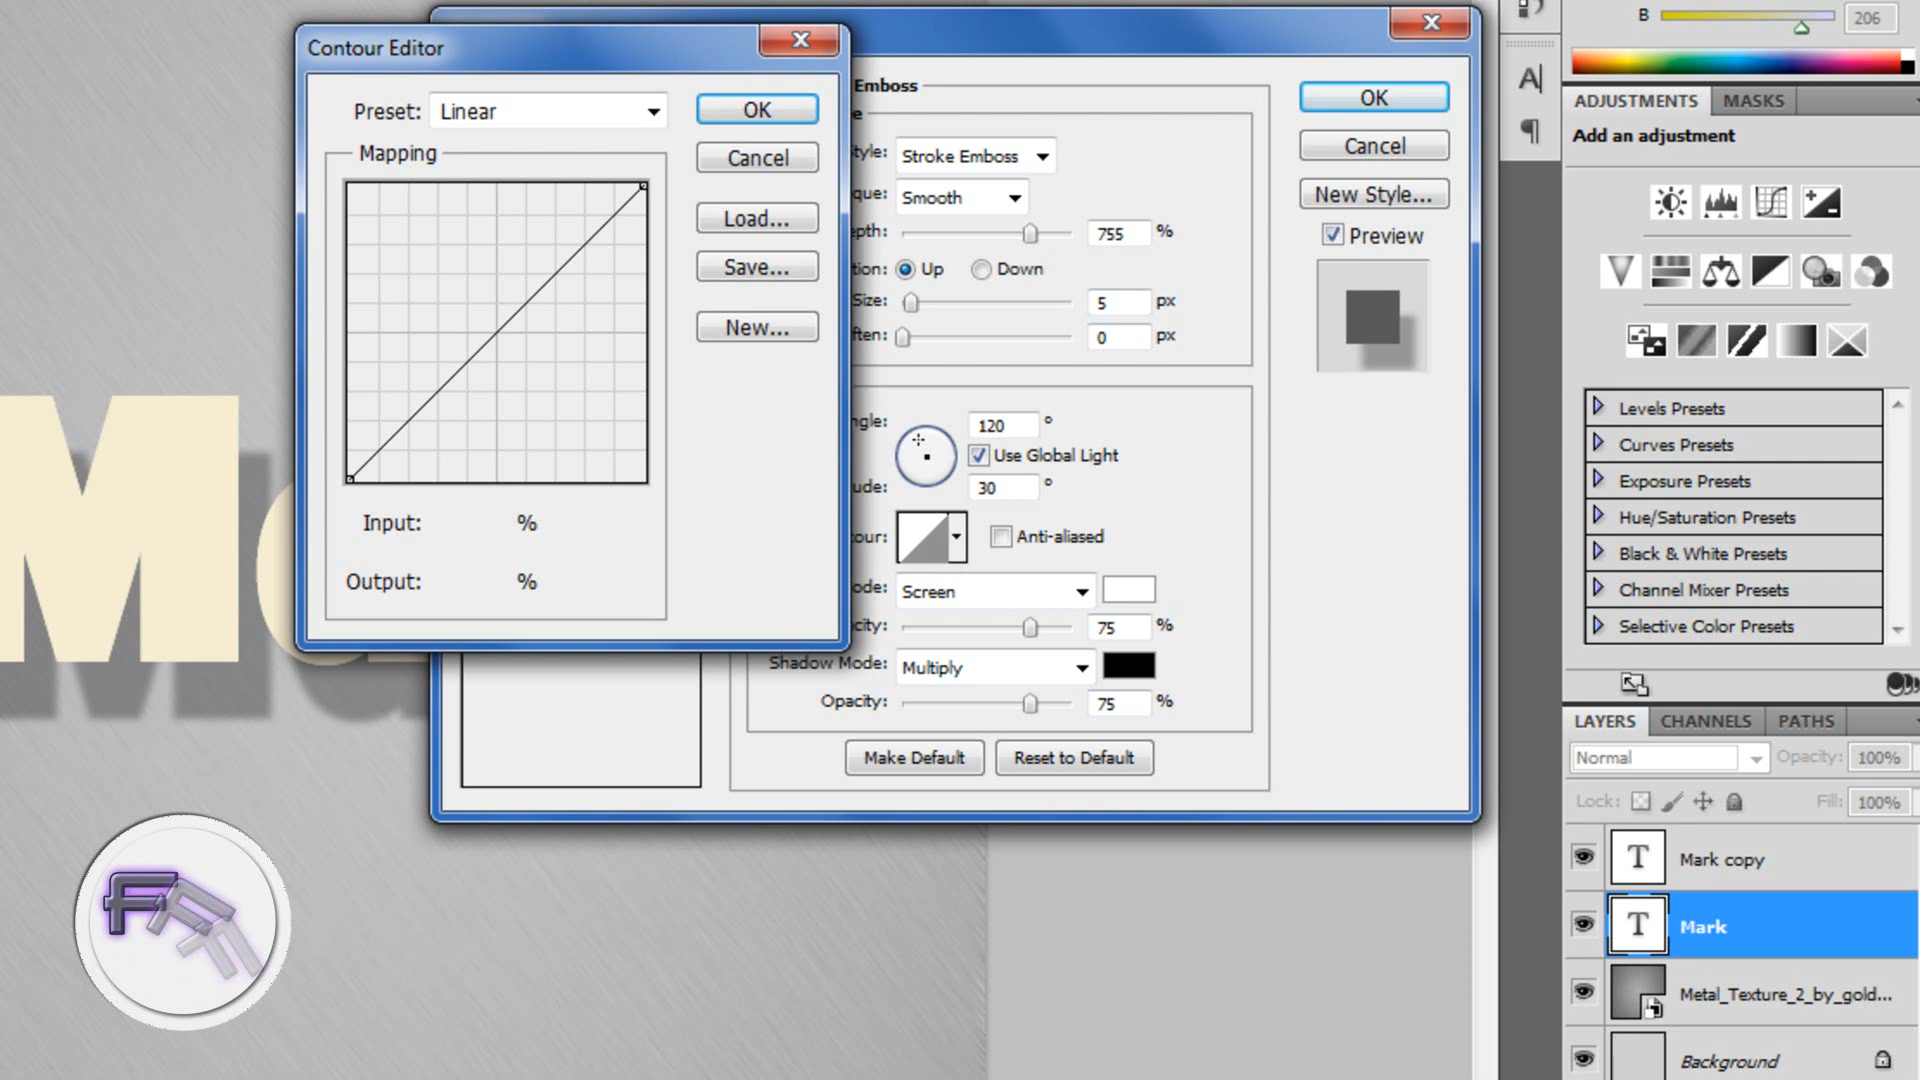 Contour Editor
Preset: Linear
OK
Mapping
Cancel
Load...
Save...
New...
Input: %
Output: %
Emboss
Stroke Emboss
Smooth
755 %
Up
Down
Size: 5 px
0 px
120 °
Use Global Light
30 °
Anti-aliased
Screen
75 %
Shadow Mode: Multiply
Opacity: 75 %
Make Default
Reset to Default
OK
Cancel
New Style...
Preview
B 206
ADJUSTMENTS MASKS
Add an adjustment
Levels Presets
Curves Presets
Exposure Presets
Hue/Saturation Presets
Black & White Presets
Channel Mixer Presets
Selective Color Presets
LAYERS CHANNELS PATHS
Normal Opacity: 100%
Lock: Fill: 100%
T Mark copy
T Mark
Metal_Texture_2_by_gold...
Background
Ma